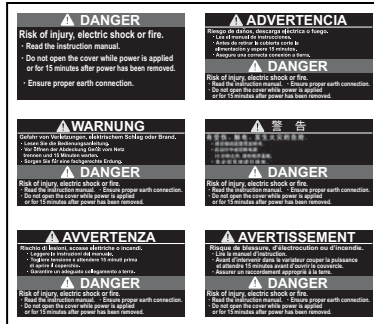 DANGER
Risk of injury, electric shock or fire.
· Read the instruction manual.
· Do not open the cover while power is applied
or for 15 minutes after power has been removed.
· Ensure proper earth connection.
ADVERTENCIA
Riesgo de daños, descarga eléctrica o fuego.
· Lea el manual de instrucciones.
· Antes de retirar la cubierta corte la
alimentación y espere 15 minutos.
· Asegure una correcta conexión a tierra.
DANGER
Risk of injury, electric shock or fire.
· Read the instruction manual. · Ensure proper earth connection.
· Do not open the cover while power is applied
or for 15 minutes after power has been removed.
WARNUNG
Gefahr von Verletzungen, elektrischem Schlag oder Brand.
· Lesen Sie die Bedienungsanleitung.
· Vor Öffnen der Abdeckung Gerät vom Netz
trennen und 15 Minuten warten.
· Sorgen Sie für eine fachgerechte Erdung.
DANGER
Risk of injury, electric shock or fire.
· Read the instruction manual. · Ensure proper earth connection.
· Do not open the cover while power is applied
or for 15 minutes after power has been removed.
警 告
DANGER
Risk of injury, electric shock or fire.
· Read the instruction manual. · Ensure proper earth connection.
· Do not open the cover while power is applied
or for 15 minutes after power has been removed.
AVVERTENZA
Rischio di lesioni, scosse elettriche o incendi.
· Leggere le instruzioni del manuale.
· Togliere tensione e attendere 15 minuti prima
di aprire il coperchio.
· Garantire un adeguato collegamento a terra.
DANGER
Risk of injury, electric shock or fire.
· Read the instruction manual. · Ensure proper earth connection.
· Do not open the cover while power is applied
or for 15 minutes after power has been removed.
AVERTISSEMENT
Risque de blessure, d'électrocution ou d'incendie.
· Lire le manuel d'instruction.
· Avant d'intervenir dans le variateur couper la puissance
et attendre 15 minutes avant d'ouvrir le couvercle.
· Assurer un raccordement approprié à la terre.
DANGER
Risk of injury, electric shock or fire.
· Read the instruction manual. · Ensure proper earth connection.
· Do not open the cover while power is applied
or for 15 minutes after power has been removed.